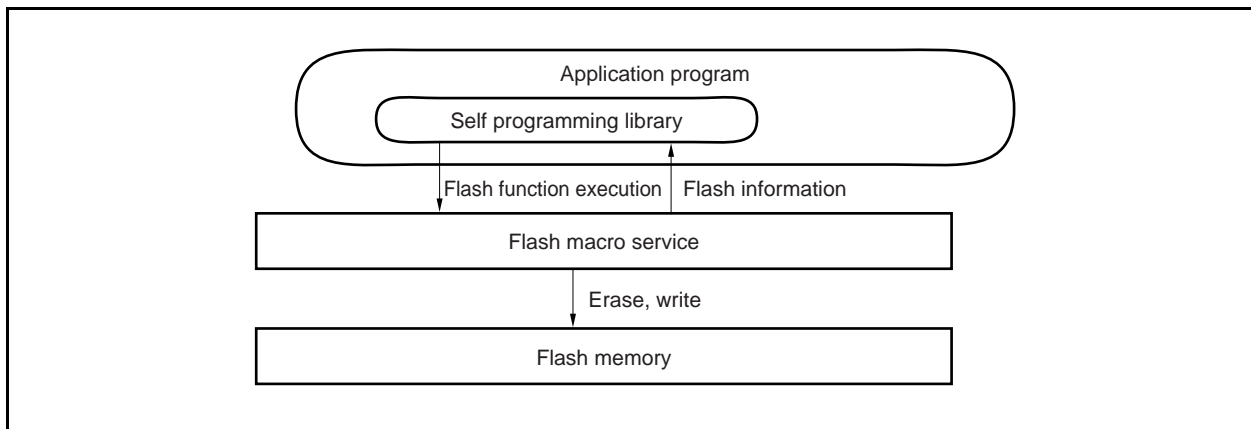 Application program
Self programming library
Flash function execution
Flash information
Flash macro service
Erase, write
Flash memory